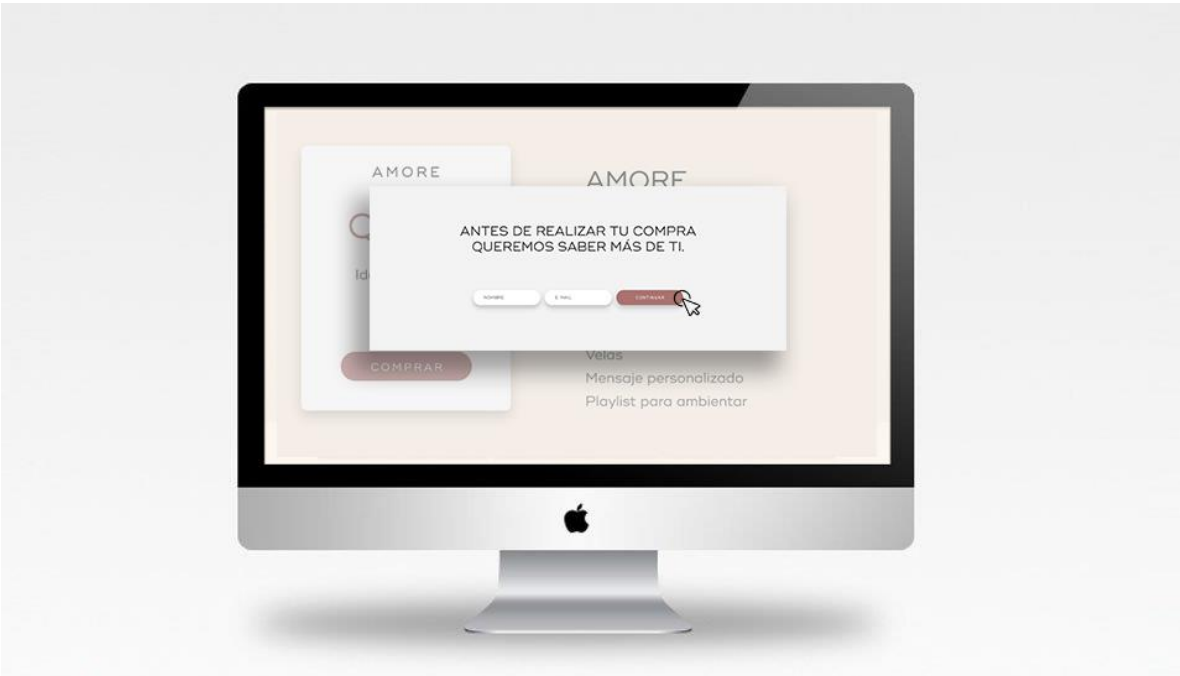 AMORE
AMORE
ANTES DE REALIZAR TU COMPRA
QUEREMOS SABER MÁS DE TI.
NOMBRE
E-MAIL
CONTINUAR
COMPRAR
Velas
Mensaje personalizado
Playlist para ambientar